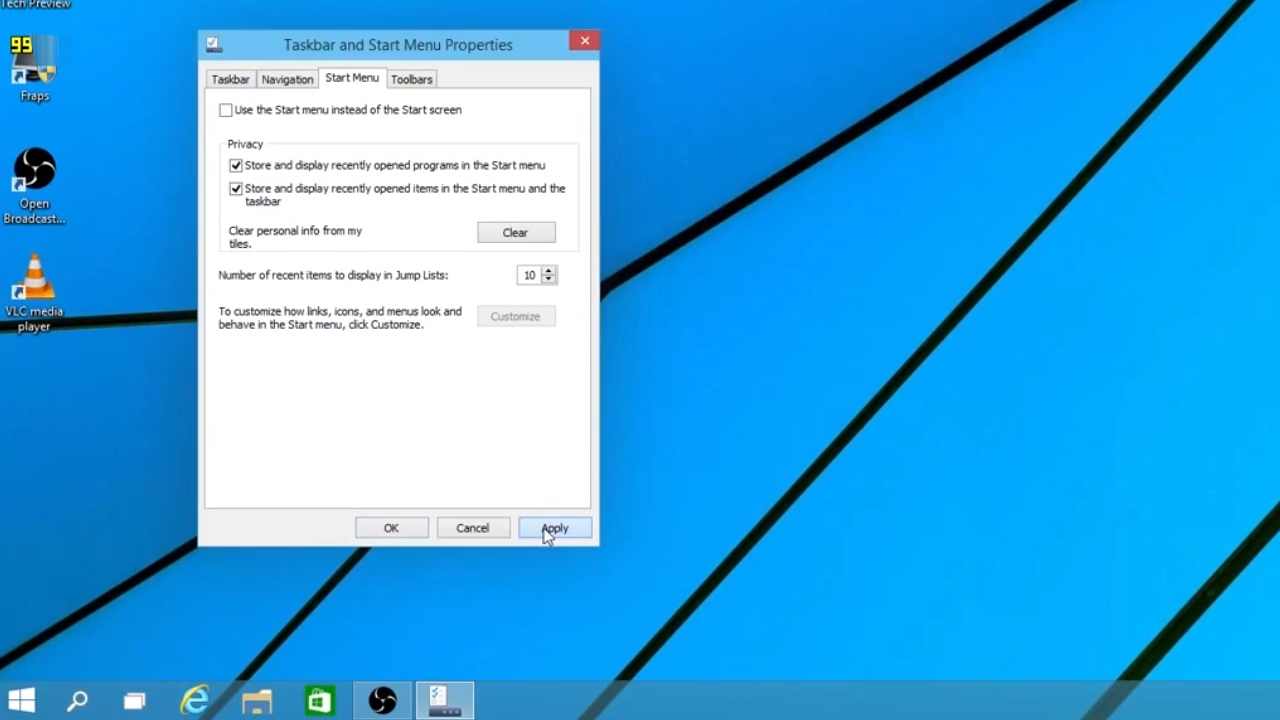 Tech Preview
99
Fraps
Open
Broadcast...
VLC media
player
Taskbar and Start Menu Properties
Taskbar
Navigation
Start Menu
Toolbars
Use the Start menu instead of the Start screen
Privacy
Store and display recently opened programs in the Start menu
Store and display recently opened items in the Start menu and the
taskbar
Clear personal info from my
tiles.
Clear
Number of recent items to display in Jump Lists:
10
To customize how links, icons, and menus look and
behave in the Start menu, click Customize.
Customize
OK
Cancel
Apply